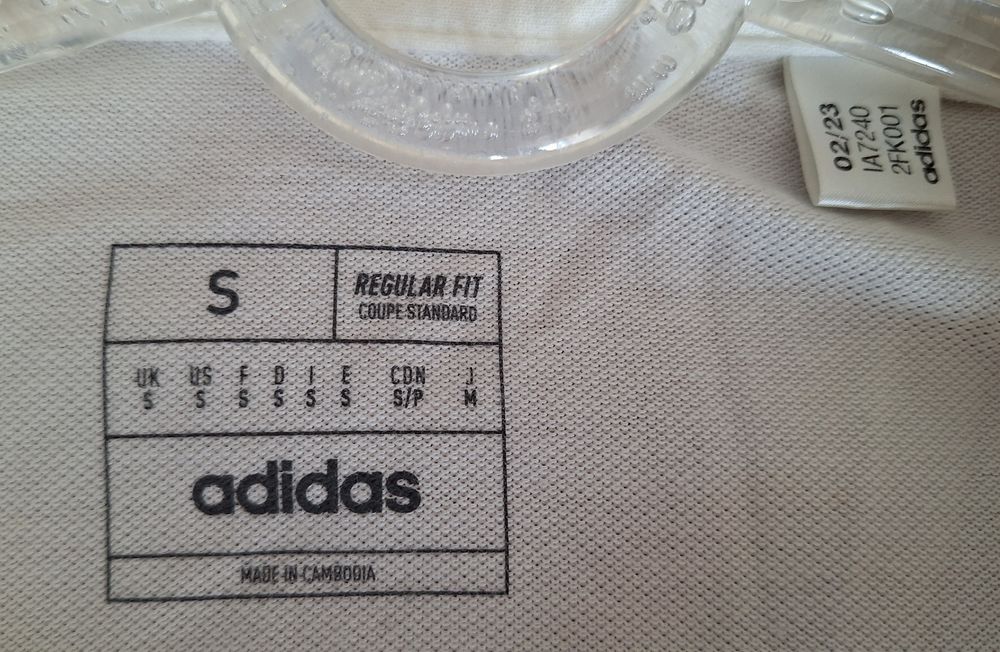 02/23
IA7240
2FK001
adidas
S
REGULAR FIT
COUPE STANDARD
UK US F D I E CDN J
S S S S S S S/P M
adidas
MADE IN CAMBODIA